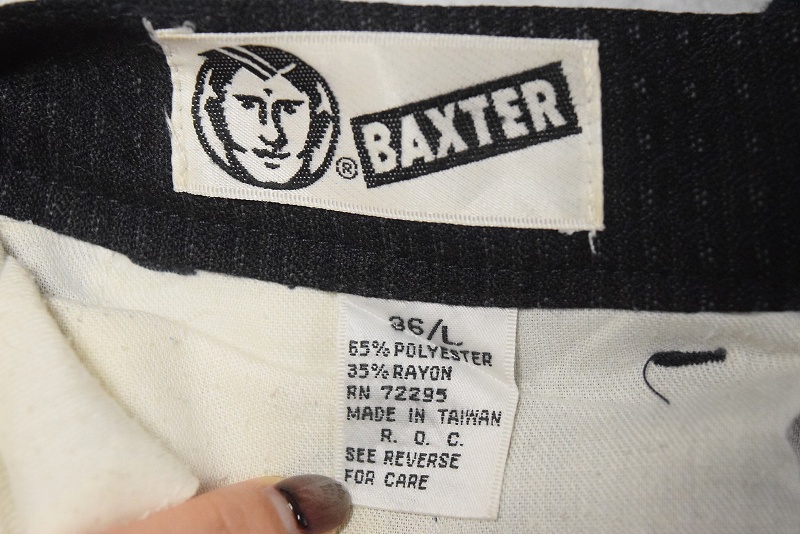 ® BAXTER
36/L
65% POLYESTER
35% RAYON
RN 72295
MADE IN TAIWAN
R. O. C.
SEE REVERSE
FOR CARE